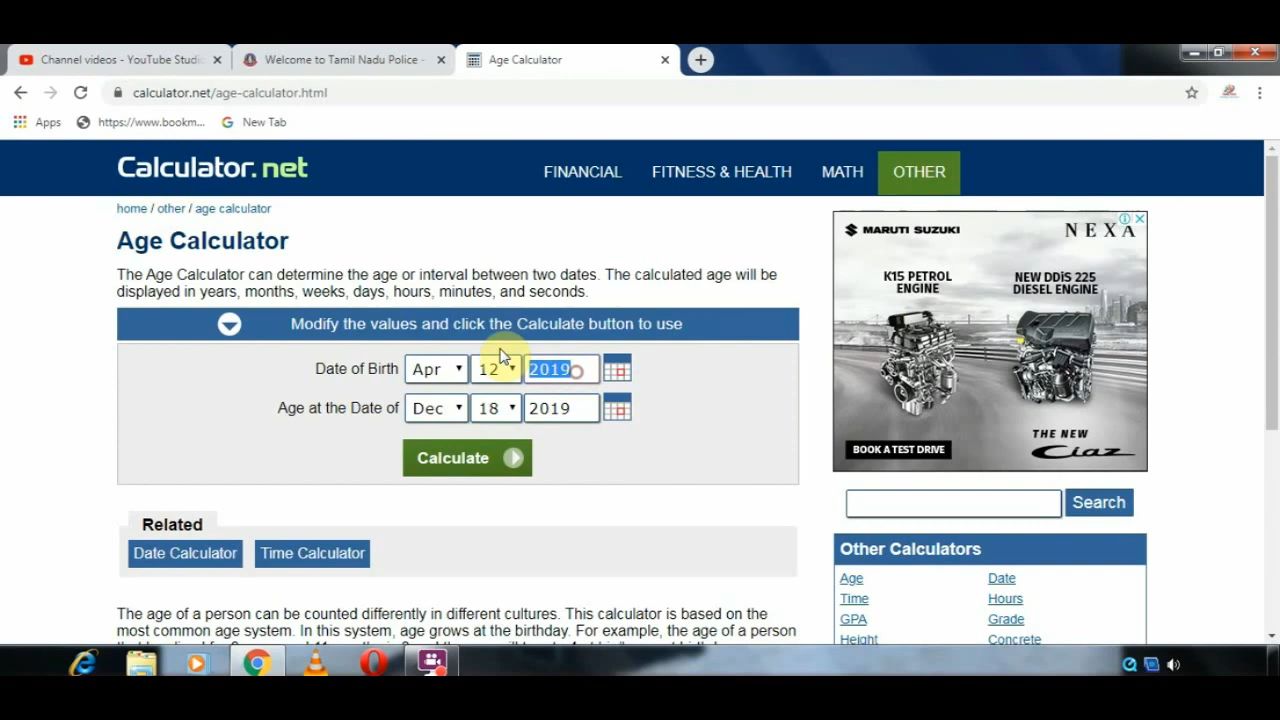 Channel videos - YouTube Studi
Welcome to Tamil Nadu Police -
Age Calculator
calculator.net/age-calculator.html
Apps
https://www.bookm...
New Tab
Calculator.net
FINANCIAL
FITNESS & HEALTH
MATH
OTHER
home / other / age calculator
Age Calculator
The Age Calculator can determine the age or interval between two dates. The calculated age will be
displayed in years, months, weeks, days, hours, minutes, and seconds.
Modify the values and click the Calculate button to use
Date of Birth Apr 12 2019
Age at the Date of Dec 18 2019
Calculate
Related
Date Calculator
Time Calculator
The age of a person can be counted differently in different cultures. This calculator is based on the
most common age system. In this system, age grows at the birthday. For example, the age of a person
MARUTI SUZUKI
NEXA
K15 PETROL
ENGINE
NEW DDiS 225
DIESEL ENGINE
BOOK A TEST DRIVE
THE NEW
Ciaz
Search
Other Calculators
Age
Date
Time
Hours
GPA
Grade
Height
Concrete